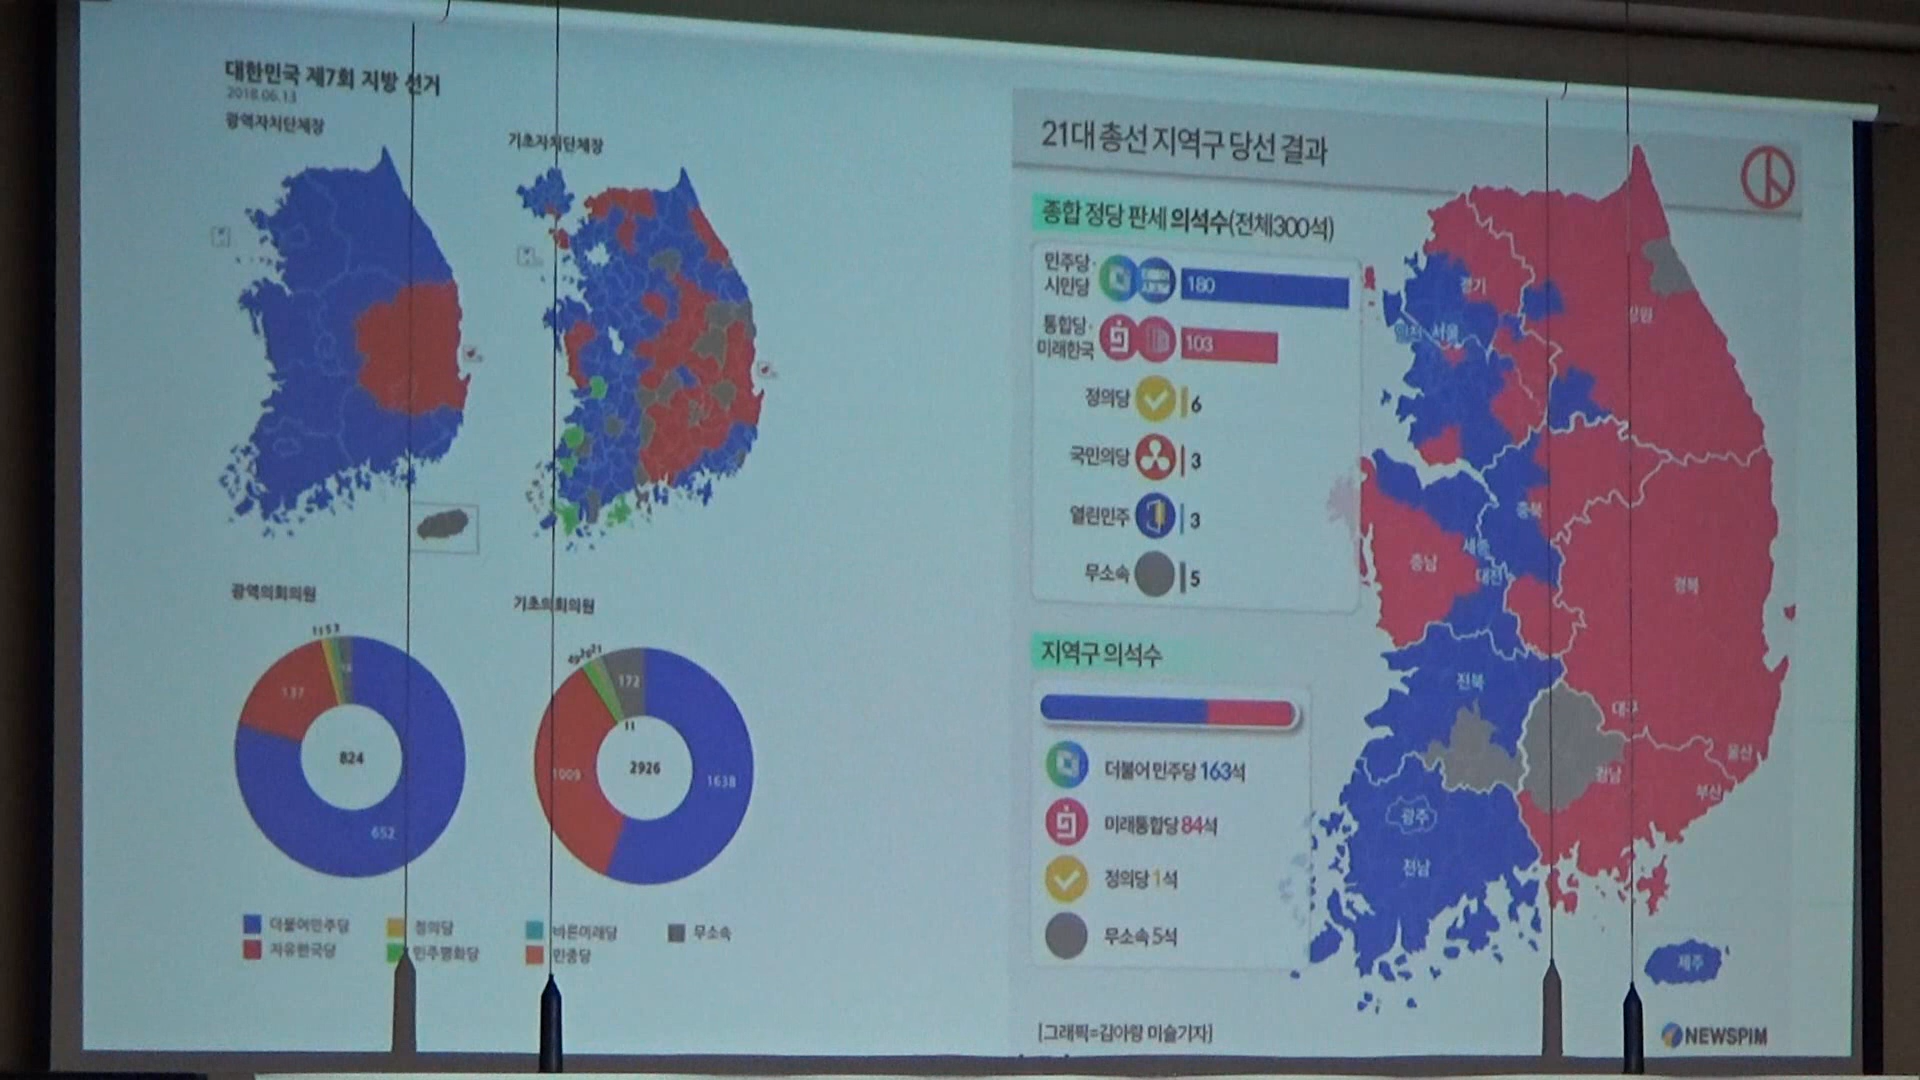 대한민국 제7회 지방 선거
2018.06.13
광역자치단체장
기초자치단체장
광역의회의원
기초의회의원
137
824
652
49
21
172
11
1009
2926
1638
더불어민주당
정의당
바른미래당
무소속
자유한국당
민주평화당
민중당
21대 총선 지역구 당선 결과
종합 정당 판세 의석수(전체300석)
민주당·
시민당
180
통합당·
미래한국
103
정의당
6
국민의당
3
열린민주
3
무소속
5
지역구 의석수
더불어민주당 163석
미래통합당 84석
정의당 1석
무소속 5석
경기
강원
인천
서울
충북
세종
충남
대전
경북
전북
대구
울산
경남
부산
광주
전남
제주
[그래픽=김아랑 미술기자]
NEWSPIM